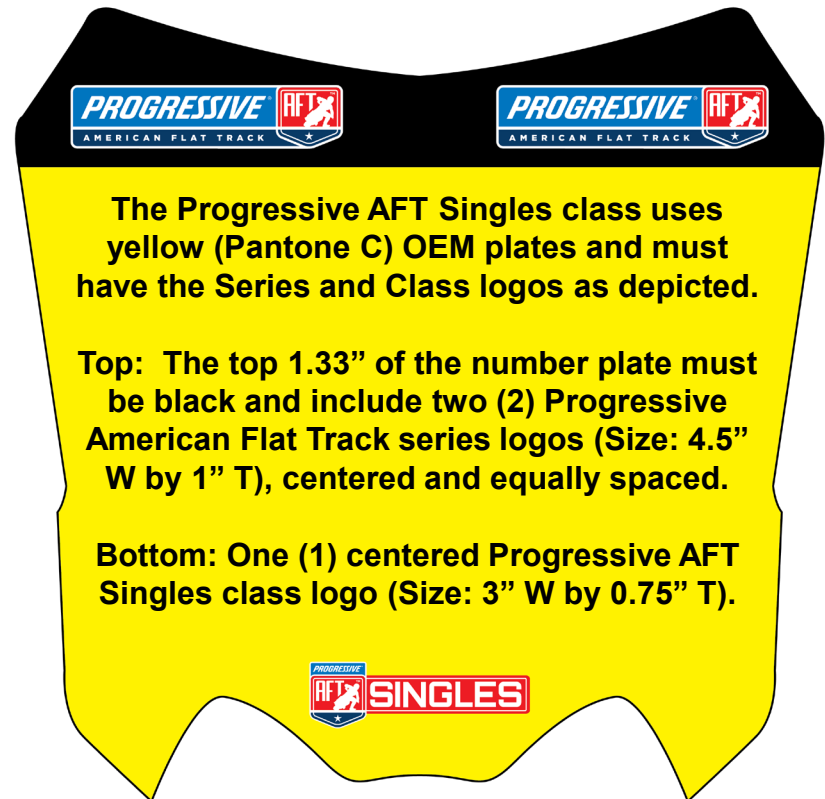 PROGRESSIVE® AFT™
AMERICAN FLAT TRACK
PROGRESSIVE® AFT™
AMERICAN FLAT TRACK
The Progressive AFT Singles class uses
yellow (Pantone C) OEM plates and must
have the Series and Class logos as depicted.
Top:  The top 1.33” of the number plate must
be black and include two (2) Progressive
American Flat Track series logos (Size: 4.5”
W by 1” T), centered and equally spaced.
Bottom: One (1) centered Progressive AFT
Singles class logo (Size: 3” W by 0.75” T).
PROGRESSIVE
AFT™ SINGLES